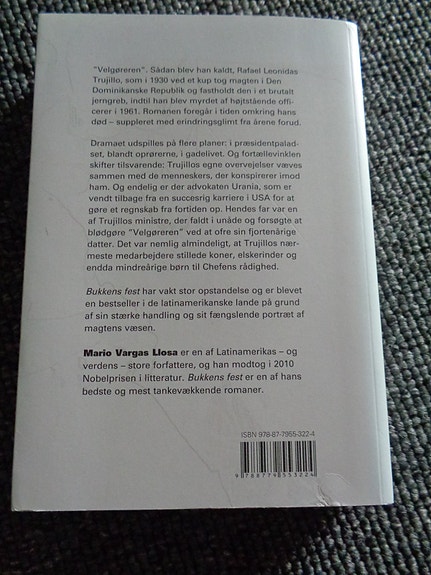 "Velgøreren". Sådan blev han kaldt, Rafael Leonidas
Trujillo, som i 1930 ved et kup tog magten i Den
Dominikanske Republik og fastholdt den i et brutalt
jerngreb, indtil han blev myrdet af højtstående offi-
cerer i 1961. Romanen foregår i tiden omkring hans
død – suppleret med erindringsglimt fra årene forud.
Dramaet udspilles på flere planer: i præsidentpalad-
set, blandt oprørerne, i gadelivet. Og fortællevinklen
skifter tilsvarende: Trujillos egne overvejelser væves
sammen med de menneskers, der konspirerer imod
ham. Og endelig er der advokaten Urania, som er
vendt tilbage fra en succesrig karriere i USA for at
gøre et regnskab fra fortiden op. Hendes far var en
af Trujillos ministre, der faldt i unåde og forsøgte at
blødgøre "Velgøreren" ved at ofre sin fjortenårige
datter. Det var nemlig almindeligt, at Trujillos nær-
meste medarbejdere stillede koner, elskerinder og
endda mindreårige børn til Chefens rådighed.
Bukkens fest har vakt stor opstandelse og er blevet
en bestseller i de latinamerikanske lande på grund
af sin stærke handling og sit fængslende portræt af
magtens væsen.
Mario Vargas Llosa er en af Latinamerikas – og
verdens – store forfattere, og han modtog i 2010
Nobelprisen i litteratur. Bukkens fest er en af hans
bedste og mest tankevækkende romaner.
ISBN 978-87-7955-322-4
9 788779 553224